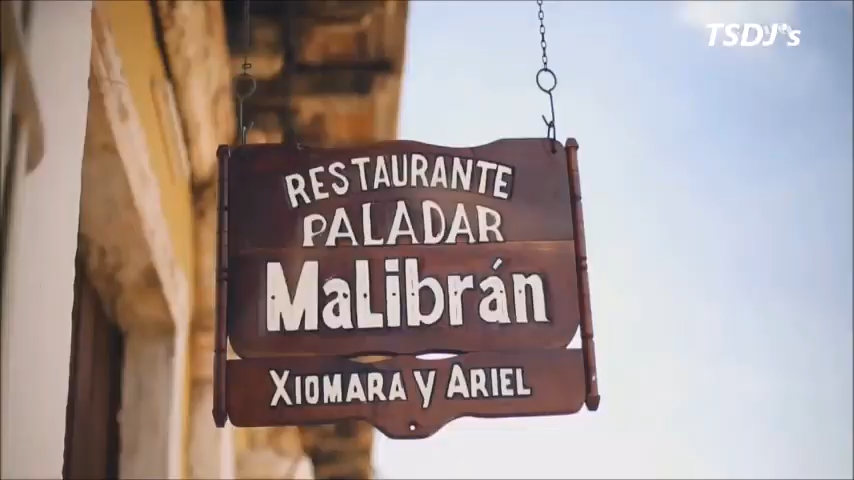 TSDJ's
RESTAURANTE
PALADAR
MaLibrán
XIOMARA y ARIEL